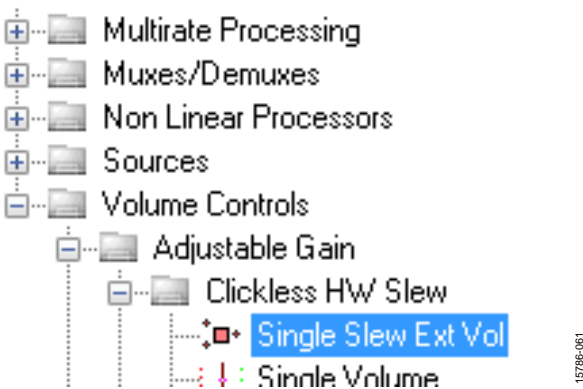 Multirate Processing
Muxes/Demuxes
Non Linear Processors
Sources
Volume Controls
Adjustable Gain
Clickless HW Slew
Single Slew Ext Vol
Single Volume
15786-061